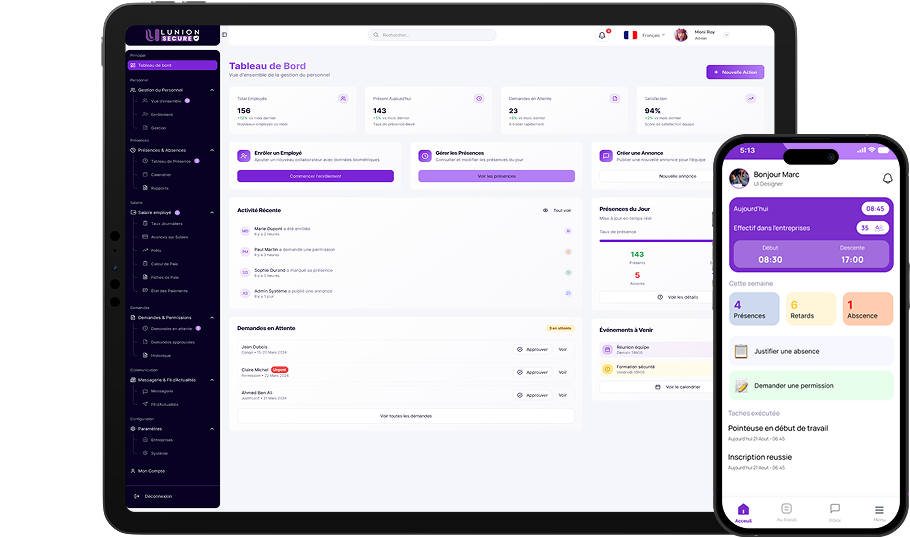 LUNION
SECURE
Rechercher...
Français
Moni Roy
Admin
Principal
Tableau de bord
Personnel
Gestion du Personnel
Vue d'ensemble
Enrôlement
Gestion
Présences
Présences & Absences
Tableau de Présence
Calendrier
Rapports
Salaire
Salaire employé
Taux Journaliers
Avances sur Salaire
Prêts
Calcul de Paie
Fiches de Paie
Etat des Paiements
Demandes
Demandes & Permissions
Demandes en attente
Demandes approuvées
Historique
Communication
Messagerie & Fil d'Actualités
Messagerie
Fil d'Actualités
Configuration
Paramètres
Entreprises
Système
Mon Compte
Déconnexion
Tableau de Bord
Vue d'ensemble de la gestion du personnel
+ Nouvelle Action
Total Employés
156
+12% vs mois dernier
Nouveaux employés ce mois
Présent Aujourd'hui
143
+5% vs mois dernier
Taux de présence élevé
Demandes en Attente
23
+8% vs mois dernier
À traiter rapidement
Satisfaction
94%
+2% vs mois dernier
Score de satisfaction équipe
Enrôler un Employé
Ajouter un nouveau collaborateur avec données biométriques
Commencer l'enrôlement
Gérer les Présences
Consulter et modifier les présences du jour
Voir les présences
Créer une Annonce
Publier une nouvelle annonce pour l'équipe
Nouvelle annonce
Activité Récente
Tout voir
MD
Marie Dupont a été enrôlée
Il y a 2 heures
PM
Paul Martin a demandé une permission
Il y a 3 heures
SD
Sophie Durand a marqué sa présence
Il y a 5 heures
AS
Admin Système a publié une annonce
Il y a 1 jour
Présences du Jour
Mise à jour en temps réel
Taux de présence
143
Présents
5
Absents
Voir les détails
Demandes en Attente
3 en attente
Jean Dubois
Congé • 15-20 Mars 2024
Approuver
Voir
Claire Michel
Urgent
Permission • 22 Mars 2024
Approuver
Voir
Ahmed Ben Ali
Justificatif • 21 Mars 2024
Approuver
Voir
Voir toutes les demandes
Événements à Venir
Réunion équipe
Demain 14h00
Formation sécurité
Vendredi 10h00
Voir le calendrier
5:13
Bonjour Marc
UI Designer
Aujourd'hui
08:45
Effectif dans l'entreprises
35
Début
08:30
Descente
17:00
Cette semaine
4
Présences
6
Retards
1
Abscence
Justifier une absence
Demander une permission
Taches exécutée
Pointeuse en début de travail
Aujourd'hui 21 Aout - 06 45
Inscription reussie
Aujourd'hui 21 Aout - 06 45
Accueil
Au travail
Inbox
Menu